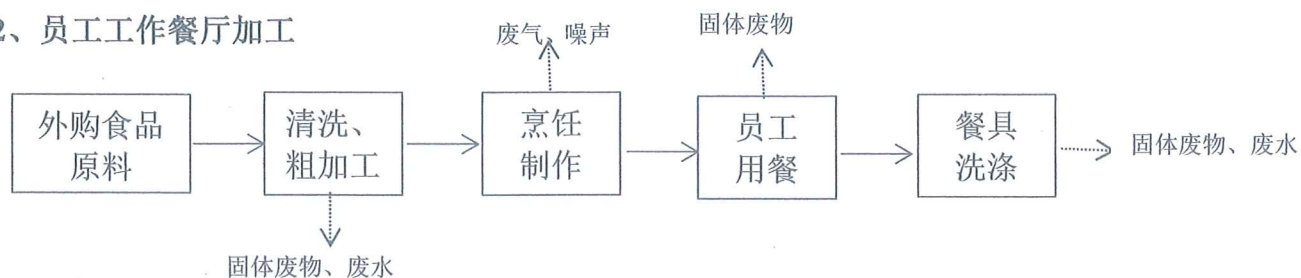 2、员工工作餐厅加工
废气、噪声
固体废物
外购食品
原料
清洗、
粗加工
烹饪
制作
员工
用餐
餐具
洗涤
固体废物、废水
固体废物、废水